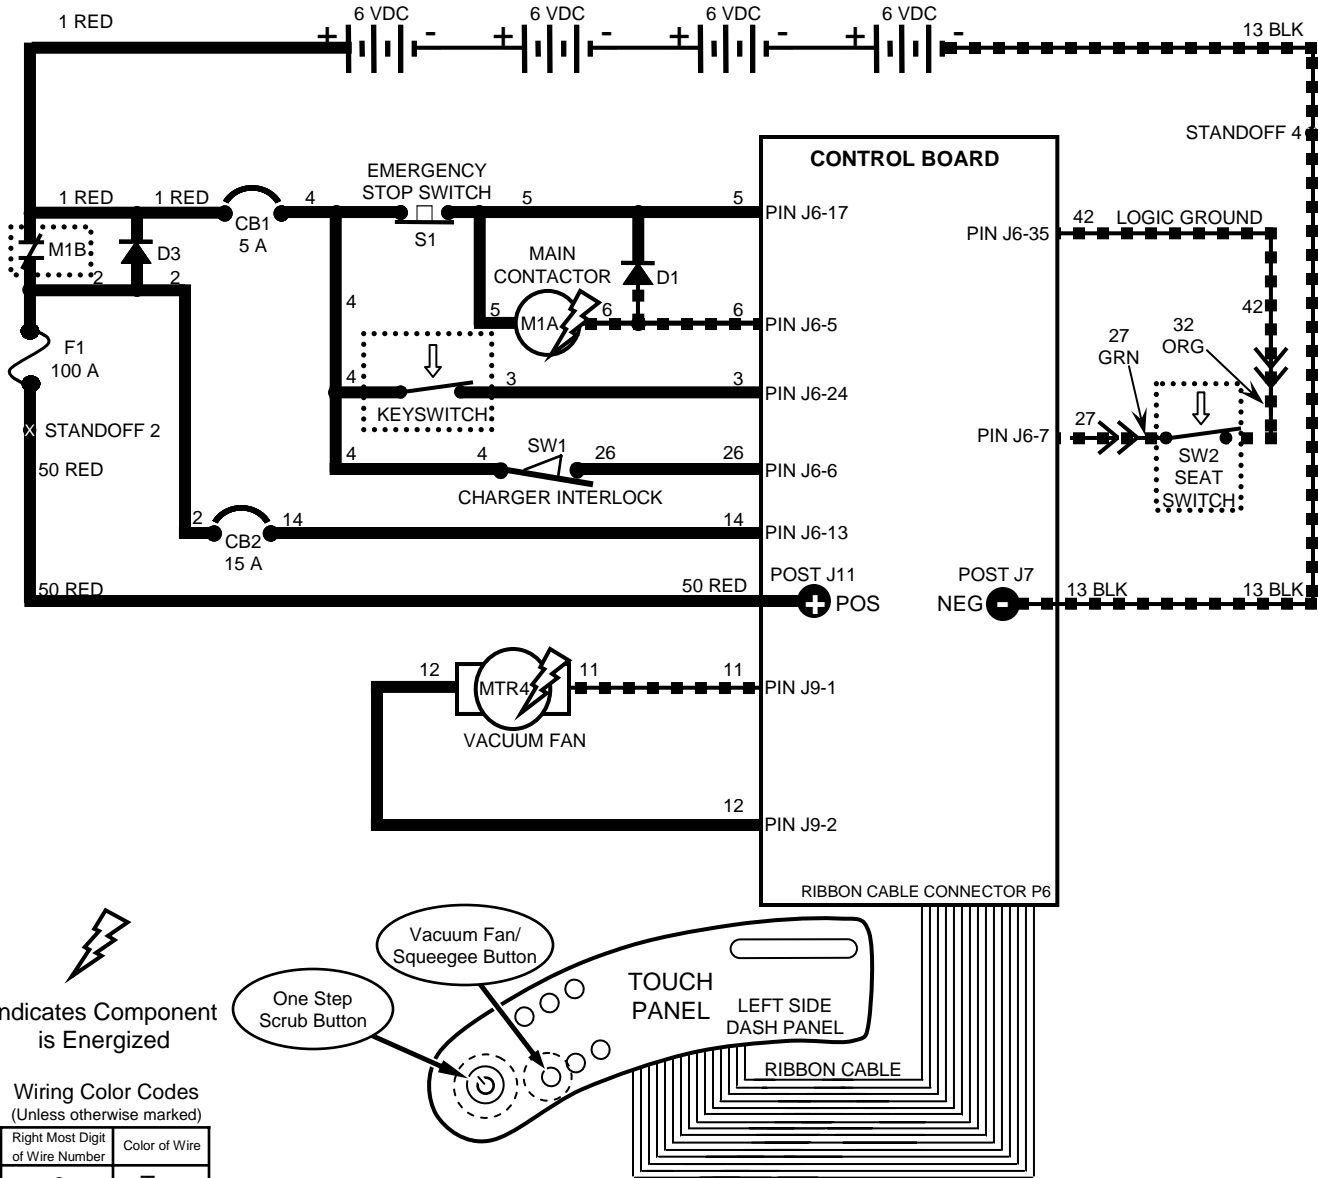 1 RED
6 VDC
6 VDC
6 VDC
6 VDC
13 BLK
+ - + - + - + -
STANDOFF 4
CONTROL BOARD
EMERGENCY
STOP SWITCH
1 RED
1 RED
4
5
5
PIN J6-17
42
LOGIC GROUND
CB1
5 A
S1
PIN J6-35
M1B
D3
MAIN
CONTACTOR
D1
2
2
4
5
M1A
6
6
PIN J6-5
42
32
ORG
27
GRN
F1
100 A
4
3
3
PIN J6-24
KEYSWITCH
X STANDOFF 2
27
PIN J6-7
SW1
4
4
26
26
PIN J6-6
SW2
SEAT
SWITCH
50 RED
CHARGER INTERLOCK
2
14
14
PIN J6-13
CB2
15 A
POST J11
POST J7
50 RED
50 RED
+ POS
NEG -
13 BLK
13 BLK
12
11
11
MTR4
PIN J9-1
VACUUM FAN
12
PIN J9-2
RIBBON CABLE CONNECTOR P6
Vacuum Fan/
Squeegee Button
TOUCH
PANEL
One Step
Scrub Button
LEFT SIDE
DASH PANEL
RIBBON CABLE
ndicates Component
is Energized
Wiring Color Codes
(Unless otherwise marked)
Right Most Digit
of Wire Number
Color of Wire